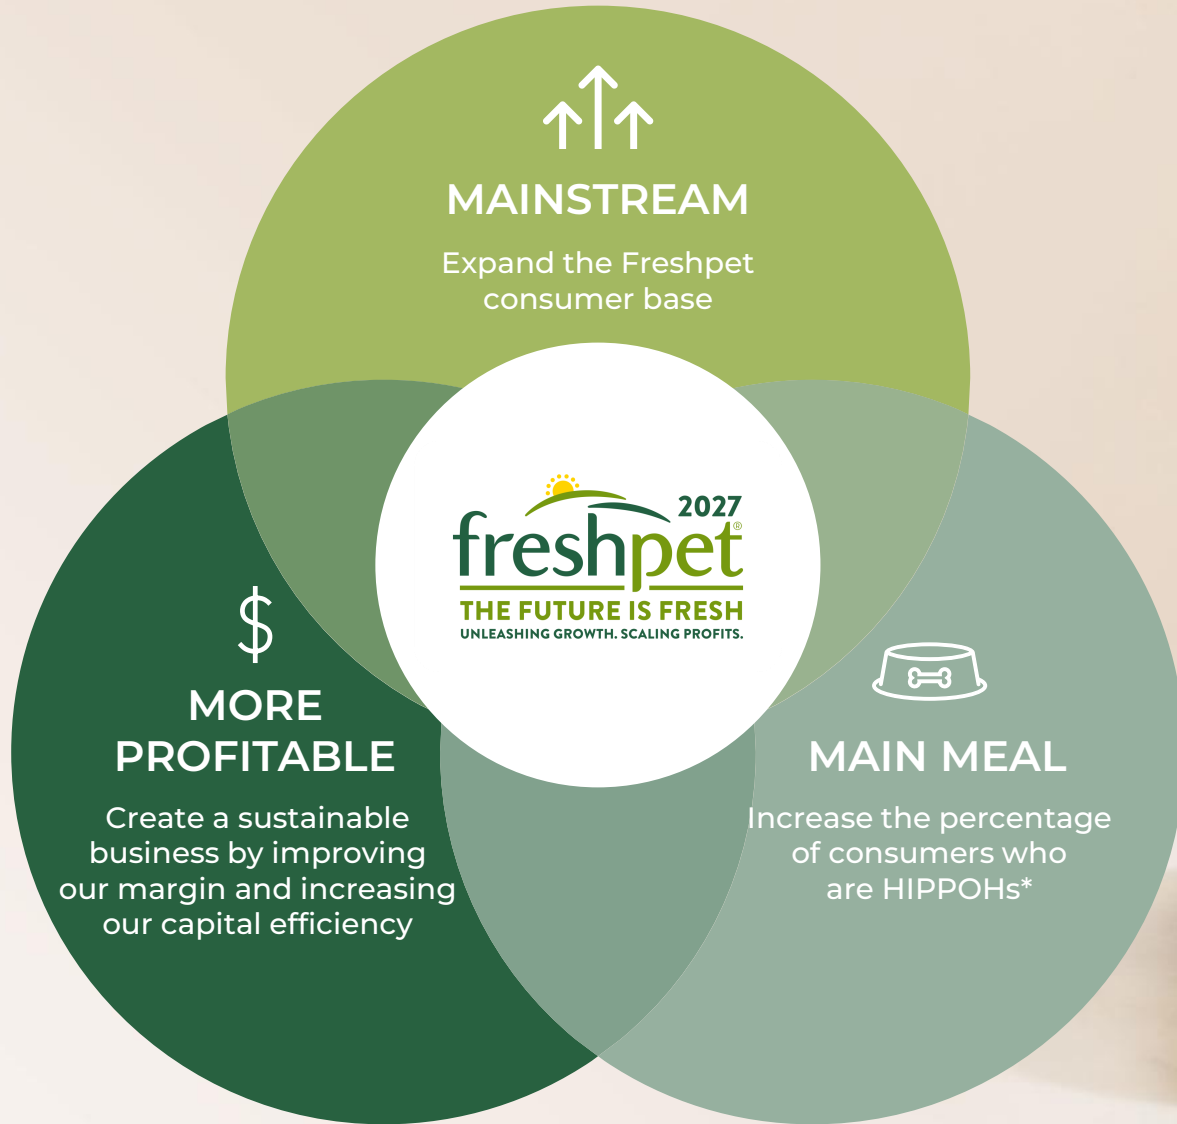 MAINSTREAM
Expand the Freshpet
consumer base
2027
freshpet®
THE FUTURE IS FRESH
UNLEASHING GROWTH. SCALING PROFITS.
$
MORE
PROFITABLE
Create a sustainable
business by improving
our margin and increasing
our capital efficiency
MAIN MEAL
Increase the percentage
of consumers who
are HIPPOHs*